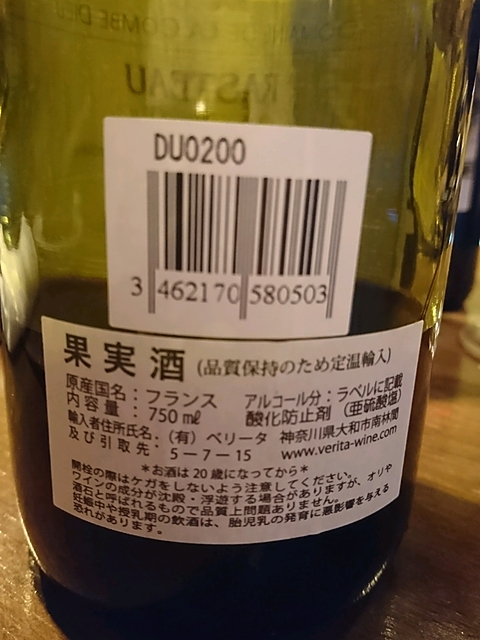 RASTEAU
DU0200
3 462170 580503
果実酒 (品質保持のため定温輸入)
原産国名:フランス アルコール分:ラベルに記載
内容量:750㎖ 酸化防止剤(亜硫酸塩)
輸入者住所氏名:(有)ベリータ 神奈川県大和市南林間
及び引取先:5-7-15 www.verita-wine.com
*お酒は20歳になってから*
開栓の際はケガをしないよう注意してください。
ワインの成分が沈殿・浮遊する場合がありますが、オリや
酒石と呼ばれるもので品質上問題ありません。
妊娠中や授乳期の飲酒は、胎児乳の発育に悪影響を与える
恐れがあります。